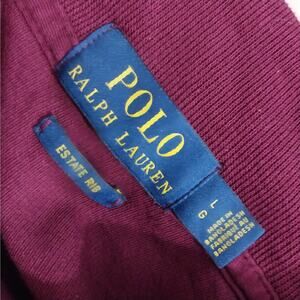 POLO
RALPH LAUREN
ESTATE RIB
L
G
MADE IN
BANGLADESH
FABRIQUÉ AU
BANGLADESH